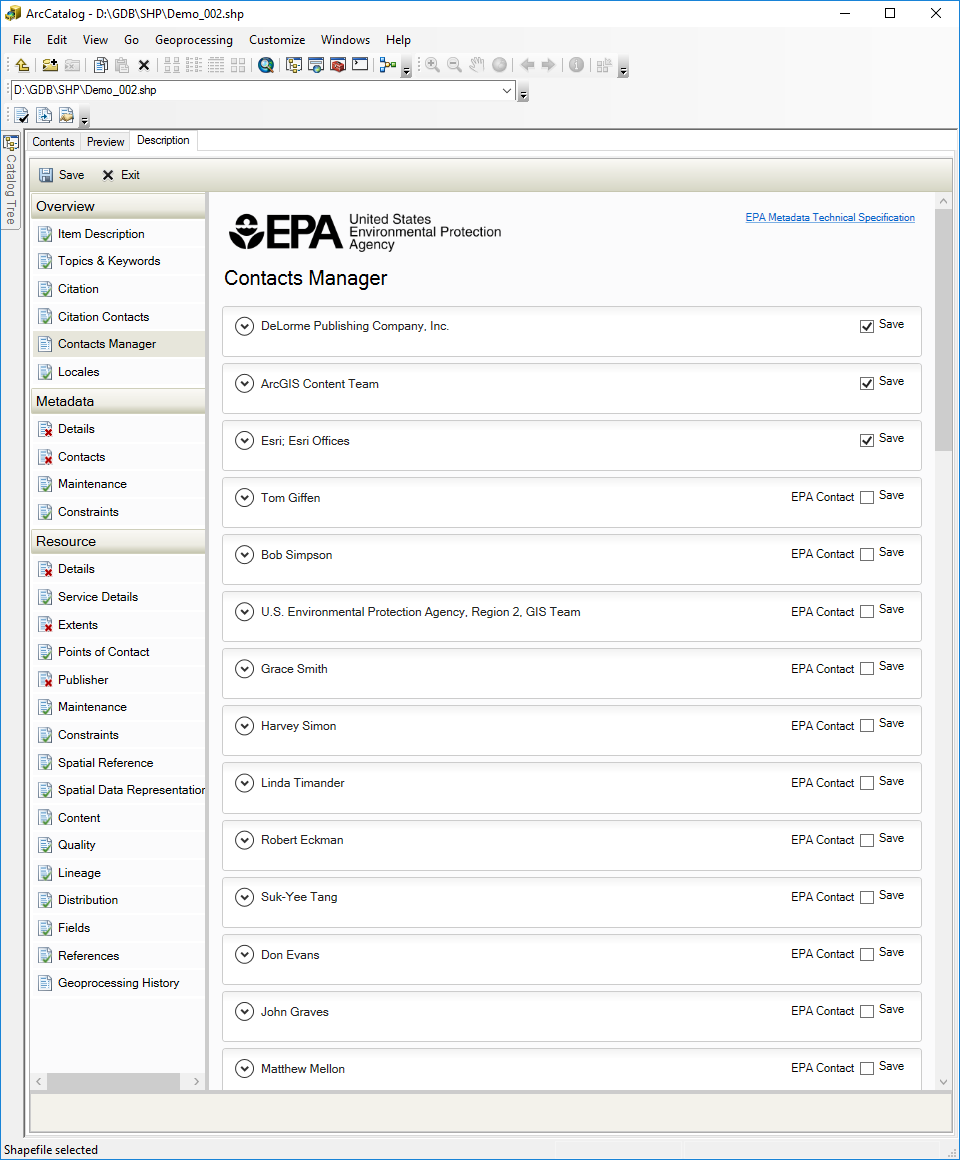 ArcCatalog - D:\GDB\SHP\Demo_002.shp
File Edit View Go Geoprocessing Customize Windows Help
D:\GDB\SHP\Demo_002.shp
Catalog Tree
Contents Preview Description
Save Exit
Overview
Item Description
Topics & Keywords
Citation
Citation Contacts
Contacts Manager
Locales
Metadata
Details
Contacts
Maintenance
Constraints
Resource
Details
Service Details
Extents
Points of Contact
Publisher
Maintenance
Constraints
Spatial Reference
Spatial Data Representation
Content
Quality
Lineage
Distribution
Fields
References
Geoprocessing History
EPA
United States
Environmental Protection
Agency
EPA Metadata Technical Specification
Contacts Manager
DeLorme Publishing Company, Inc. Save
ArcGIS Content Team Save
Esri; Esri Offices Save
Tom Giffen EPA Contact Save
Bob Simpson EPA Contact Save
U.S. Environmental Protection Agency, Region 2, GIS Team EPA Contact Save
Grace Smith EPA Contact Save
Harvey Simon EPA Contact Save
Linda Timander EPA Contact Save
Robert Eckman EPA Contact Save
Suk-Yee Tang EPA Contact Save
Don Evans EPA Contact Save
John Graves EPA Contact Save
Matthew Mellon EPA Contact Save
Shapefile selected